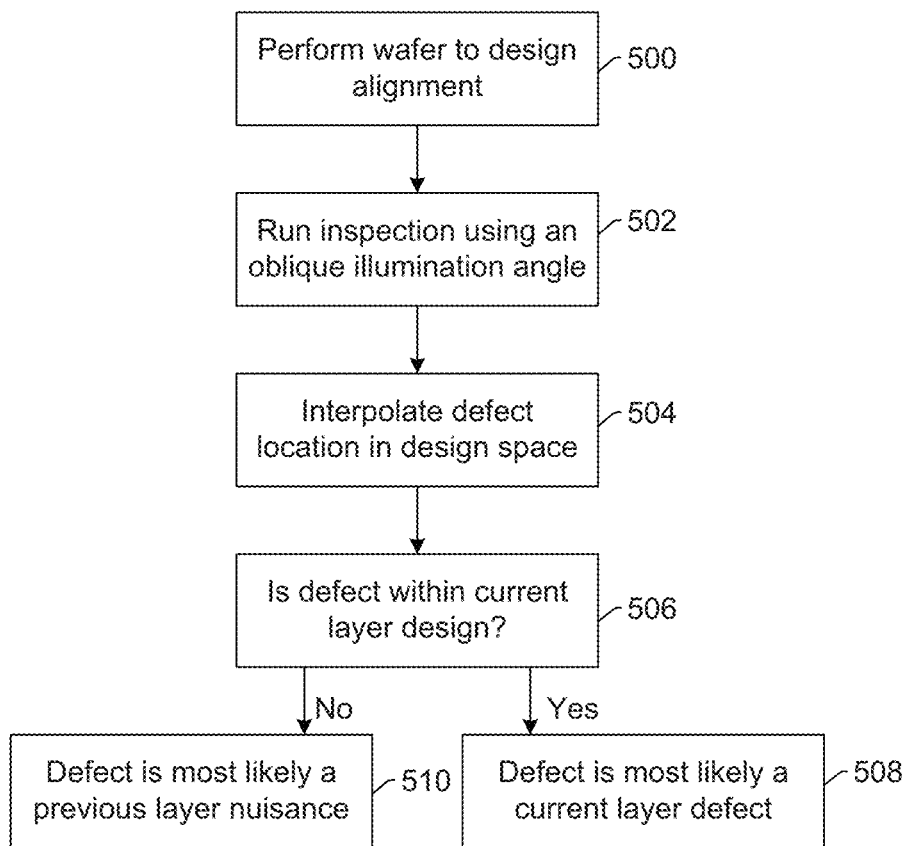 Perform wafer to design
alignment
500
Run inspection using an
oblique illumination angle
502
Interpolate defect
location in design space
504
Is defect within current
layer design?
506
No
Yes
Defect is most likely a
previous layer nuisance
510
Defect is most likely a
current layer defect
508